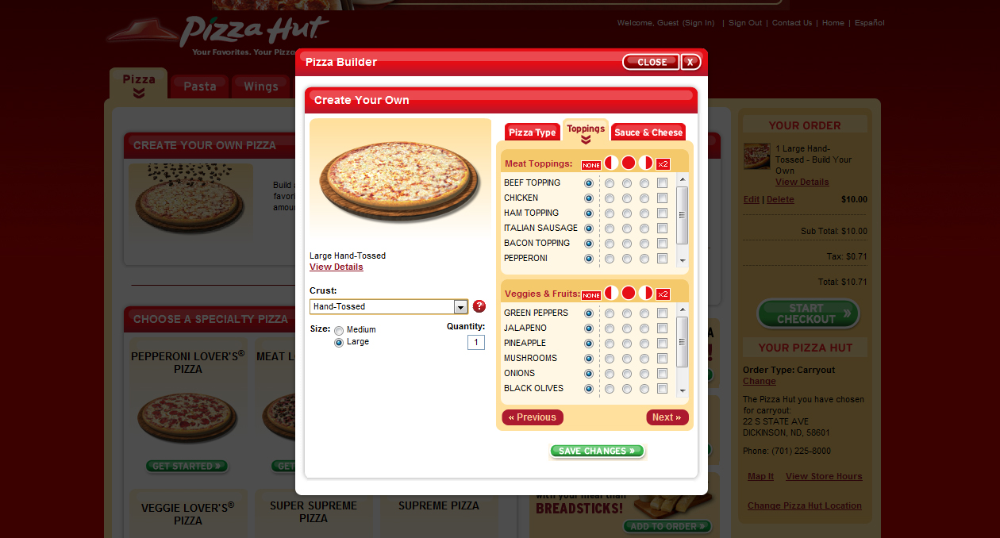 Welcome, Guest (Sign In) | Sign Out | Contact Us | Home | Español
Pizza Hut
Your Favorites. Your Pizza
Pizza
Pasta
Wings
Pizza Builder
CLOSE
X
Create Your Own
Pizza Type
Toppings
Sauce & Cheese
Meat Toppings:
NONE
x2
BEEF TOPPING
CHICKEN
HAM TOPPING
ITALIAN SAUSAGE
BACON TOPPING
PEPPERONI
Veggies & Fruits:
NONE
x2
GREEN PEPPERS
JALAPENO
PINEAPPLE
MUSHROOMS
ONIONS
BLACK OLIVES
« Previous
Next »
SAVE CHANGES »
Large Hand-Tossed
View Details
Crust:
Hand-Tossed
?
Size:
Medium
Large
Quantity:
1
CREATE YOUR OWN PIZZA
Build
amou
CHOOSE A SPECIALTY PIZZA
PEPPERONI LOVER'S®
PIZZA
MEAT L
GET STARTED »
GET
VEGGIE LOVER'S®
PIZZA
SUPER SUPREME
PIZZA
SUPREME PIZZA
with your meal than
BREADSTICKS!
ADD TO ORDER »
YOUR ORDER
1 Large Hand-
Tossed - Build Your
Own
View Details
Edit | Delete
$10.00
Sub Total: $10.00
Tax: $0.71
Total: $10.71
START
CHECKOUT »
YOUR PIZZA HUT
Order Type: Carryout
Change
The Pizza Hut you have chosen
for carryout:
22 S STATE AVE
DICKINSON, ND, 58601
Phone: (701) 225-8000
Map It
View Store Hours
Change Pizza Hut Location